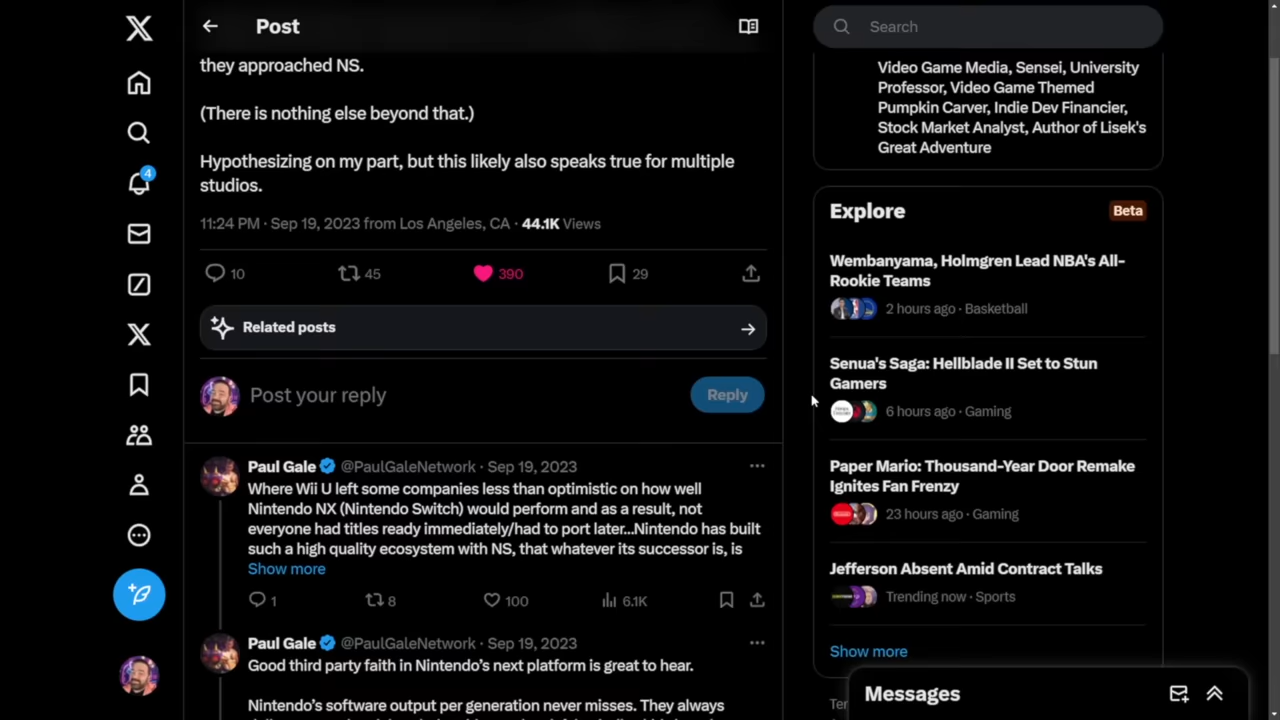 Post
they approached NS.
(There is nothing else beyond that.)
Hypothesizing on my part, but this likely also speaks true for multiple
studios.
11:24 PM · Sep 19, 2023 from Los Angeles, CA · 44.1K Views
10
45
390
29
Related posts
Post your reply
Reply
Paul Gale @PaulGaleNetwork · Sep 19, 2023
Where Wii U left some companies less than optimistic on how well
Nintendo NX (Nintendo Switch) would perform and as a result, not
everyone had titles ready immediately/had to port later...Nintendo has built
such a high quality ecosystem with NS, that whatever its successor is, is
Show more
1
8
100
6.1K
Paul Gale @PaulGaleNetwork · Sep 19, 2023
Good third party faith in Nintendo's next platform is great to hear.
Nintendo's software output per generation never misses. They always
4
Search
Video Game Media, Sensei, University
Professor, Video Game Themed
Pumpkin Carver, Indie Dev Financier,
Stock Market Analyst, Author of Lisek's
Great Adventure
Explore
Beta
Wembanyama, Holmgren Lead NBA's All-
Rookie Teams
2 hours ago · Basketball
Senua's Saga: Hellblade II Set to Stun
Gamers
6 hours ago · Gaming
Paper Mario: Thousand-Year Door Remake
Ignites Fan Frenzy
23 hours ago · Gaming
Jefferson Absent Amid Contract Talks
Trending now · Sports
Show more
Messages